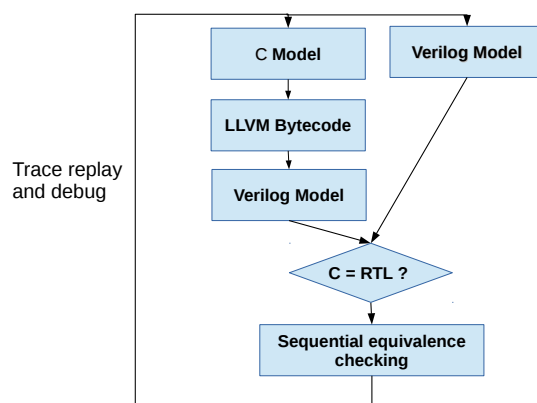 C Model
Verilog Model
LLVM Bytecode
Trace replay
and debug
Verilog Model
C = RTL ?
Sequential equivalence
checking